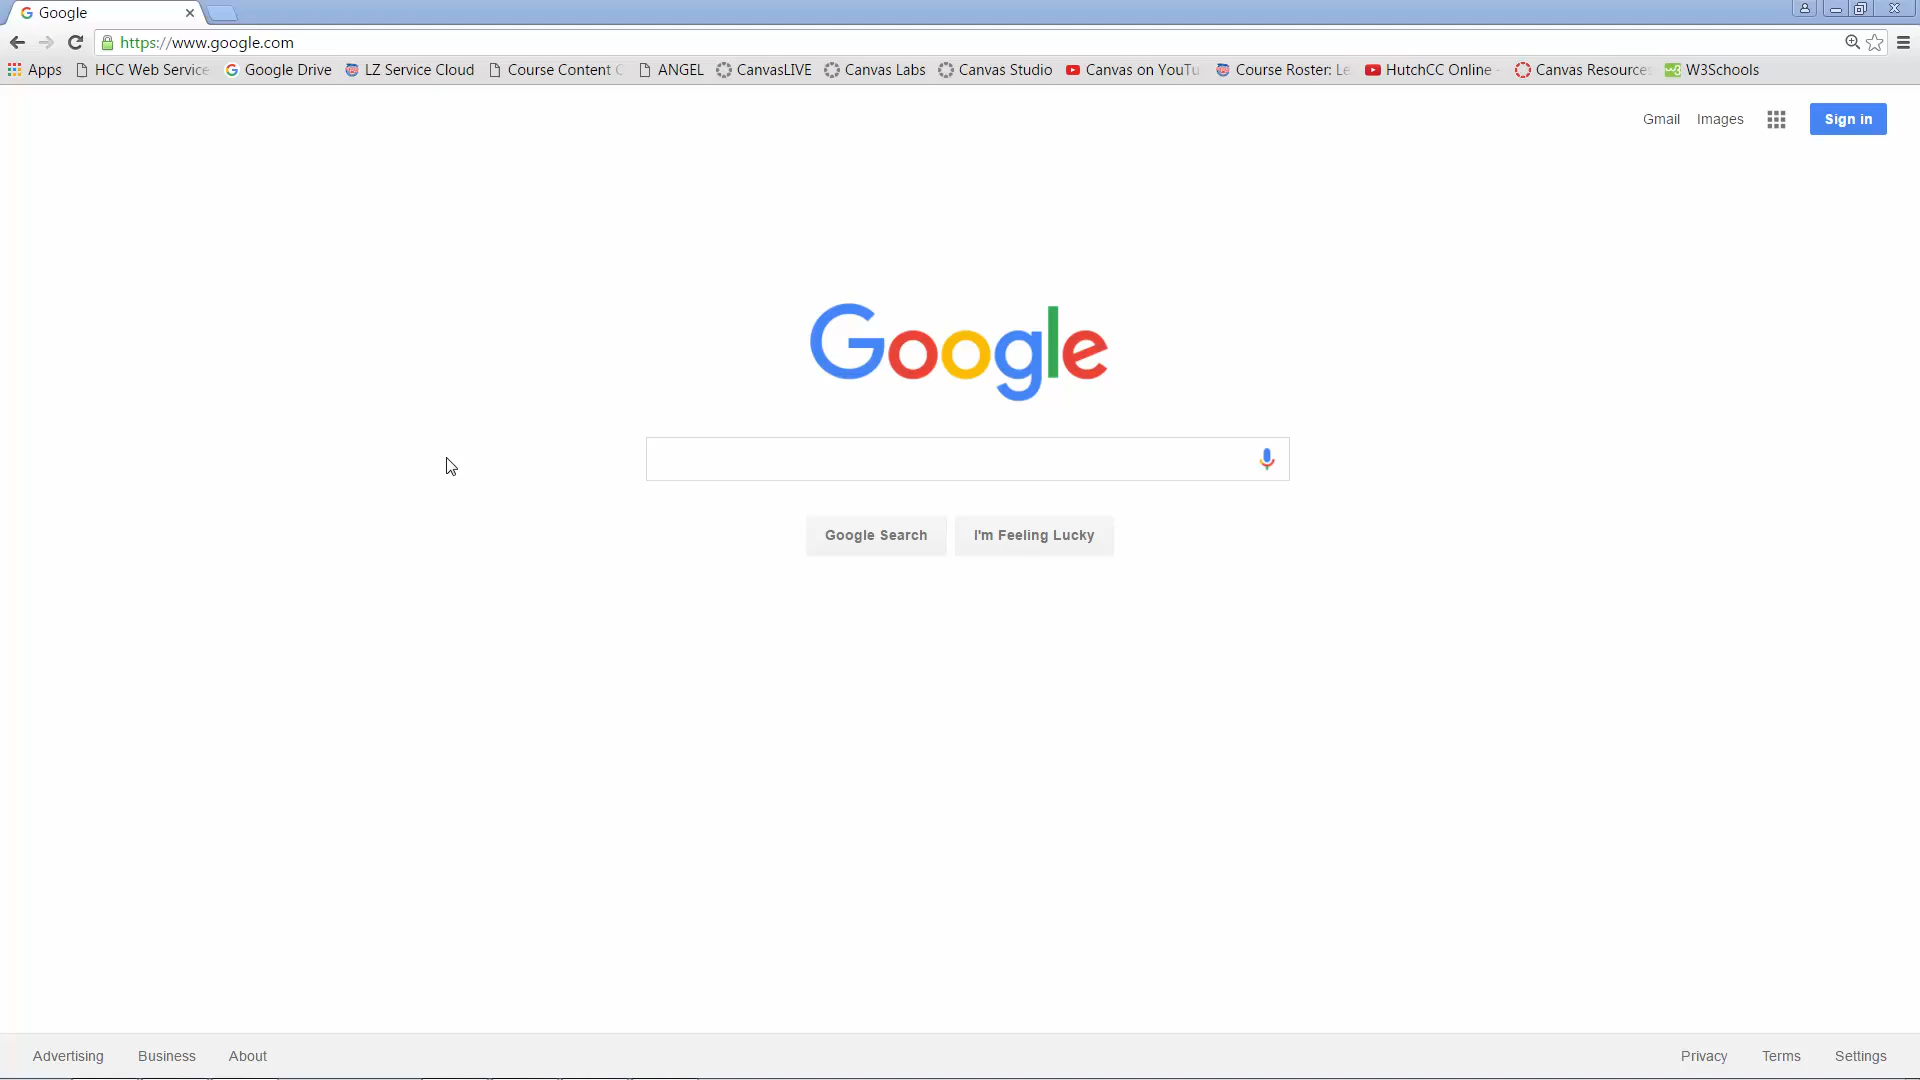 Google
https://www.google.com
Apps HCC Web Service Google Drive LZ Service Cloud Course Content C ANGEL CanvasLIVE Canvas Labs Canvas Studio Canvas on YouTu Course Roster: Le HutchCC Online - Canvas Resources W3Schools
Gmail Images Sign in
Google
Google Search I'm Feeling Lucky
Advertising Business About Privacy Terms Settings